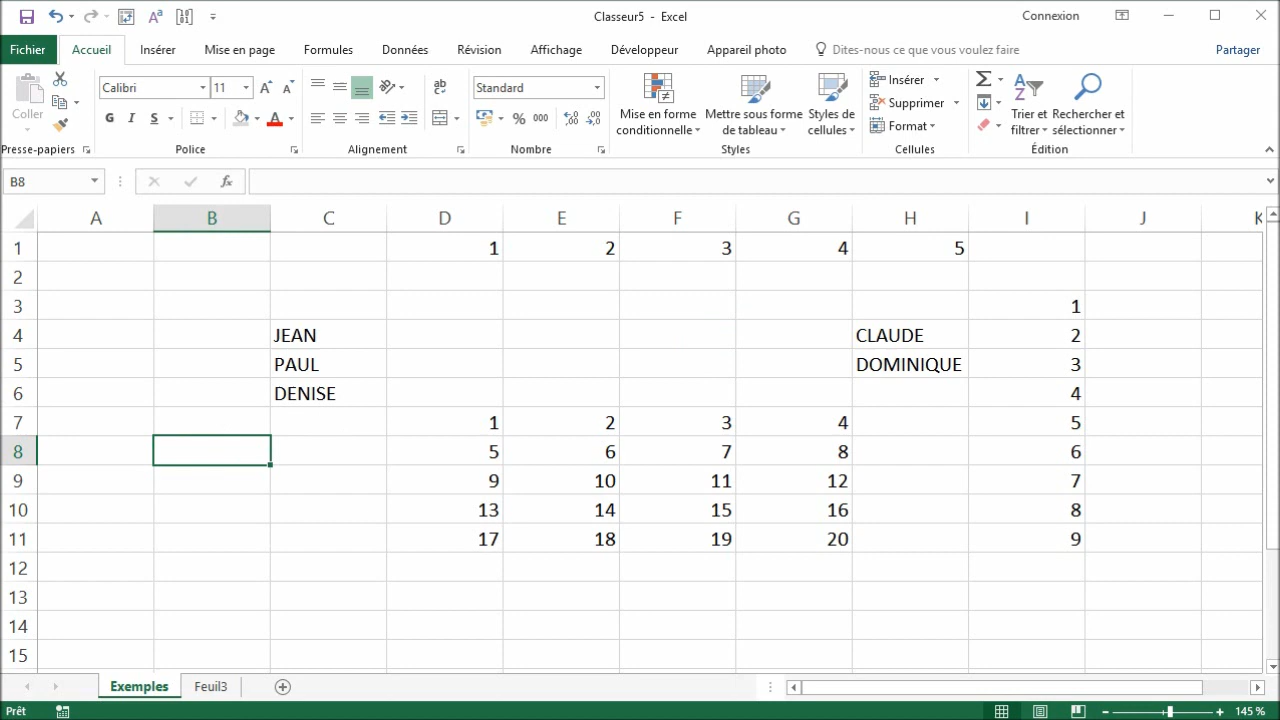 Classeur5 - Excel
Connexion
Fichier Accueil Insérer Mise en page Formules Données Révision Affichage Développeur Appareil photo Dites-nous ce que vous voulez faire Partager
Coller
Presse-papiers
Calibri 11
G I S A
Police
ab
Alignement
Standard
% 000
Nombre
Mise en forme conditionnelle
Mettre sous forme de tableau
Styles de cellules
Styles
Insérer
Supprimer
Format
Cellules
Trier et filtrer
Rechercher et sélectionner
Édition
B8 fx
A B C D E F G H I J K
1 1 2 3 4 5
2
3 1
4 JEAN CLAUDE 2
5 PAUL DOMINIQUE 3
6 DENISE 4
7 1 2 3 4 5
8 5 6 7 8 6
9 9 10 11 12 7
10 13 14 15 16 8
11 17 18 19 20 9
12
13
14
15
Exemples Feuil3
Prêt 145 %